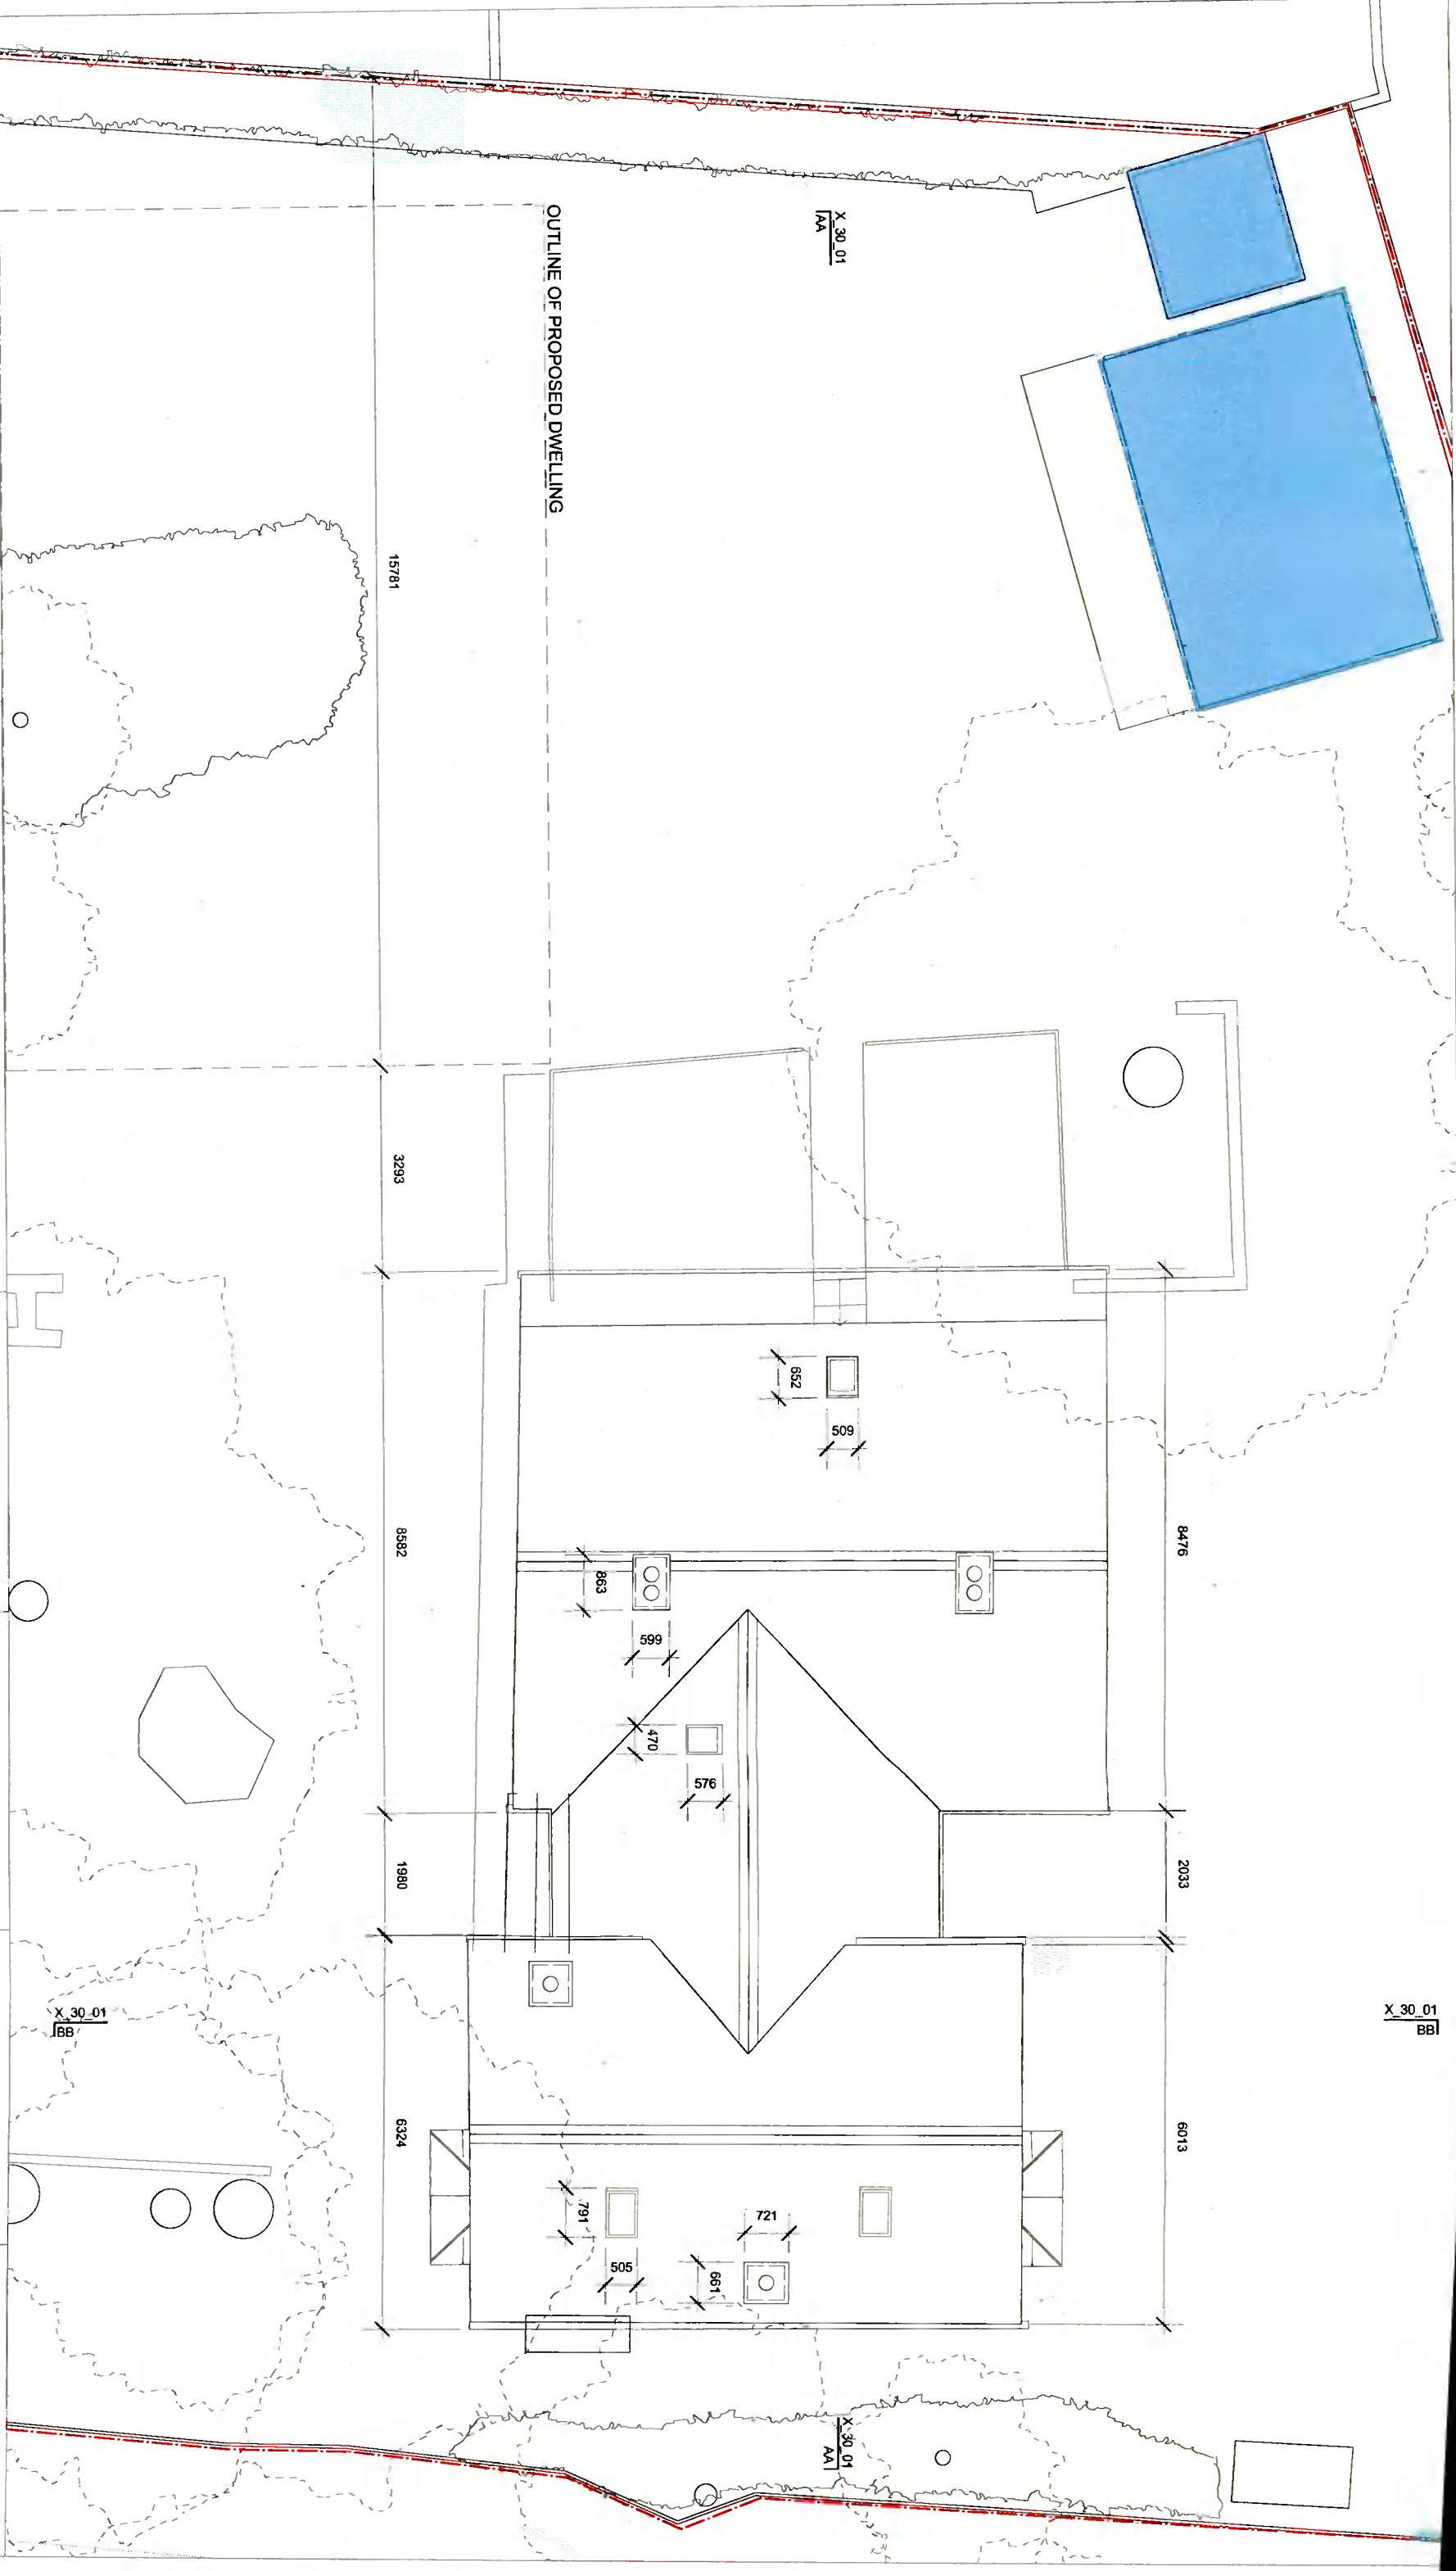 X_30_01
AA
OUTLINE OF PROPOSED DWELLING
15781
3293
652
509
8582
8476
863
599
470
576
1980
2033
X_30_01
BB
X_30_01
BB
6324
6013
791
721
505
661
X_30_01
AA